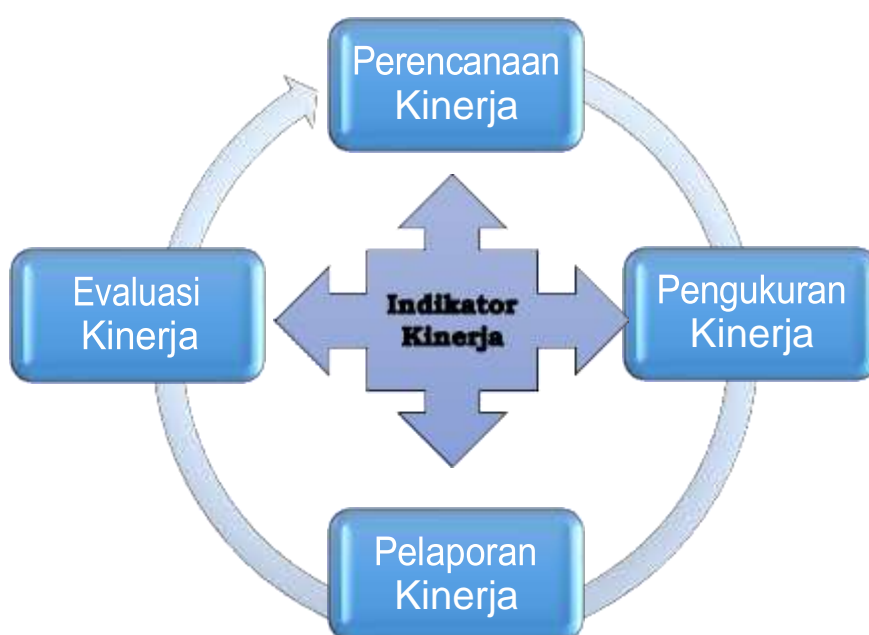 Perencanaan
Kinerja
Evaluasi
Kinerja
Indikator
Kinerja
Pengukuran
Kinerja
Pelaporan
Kinerja